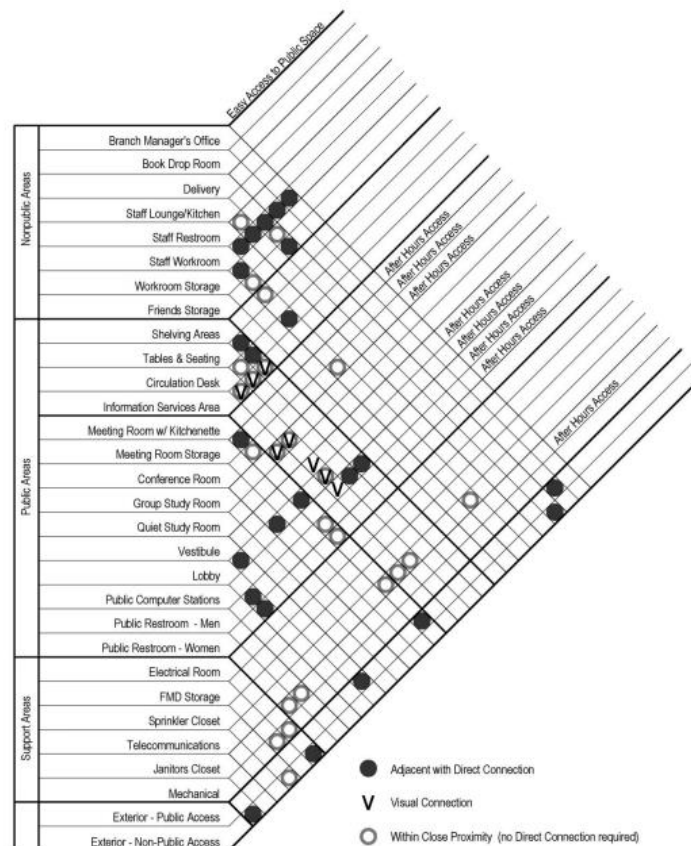 Easy Access to Public Space
Nonpublic Areas
Branch Manager's Office
Book Drop Room
Delivery
Staff Lounge/Kitchen
Staff Restroom
Staff Workroom
Workroom Storage
Friends Storage
After Hours Access
After Hours Access
After Hours Access
After Hours Access
After Hours Access
After Hours Access
After Hours Access
After Hours Access
Public Areas
Shelving Areas
Tables & Seating
Circulation Desk
Information Services Area
Meeting Room w/ Kitchenette
Meeting Room Storage
Conference Room
Group Study Room
Quiet Study Room
Vestibule
Lobby
Public Computer Stations
Public Restroom - Men
Public Restroom - Women
V
V
V
V
V
V
V
V
Support Areas
Electrical Room
FMD Storage
Sprinkler Closet
Telecommunications
Janitors Closet
Mechanical
Exterior - Public Access
Exterior - Non-Public Access
Adjacent with Direct Connection
V Visual Connection
Within Close Proximity (no Direct Connection required)